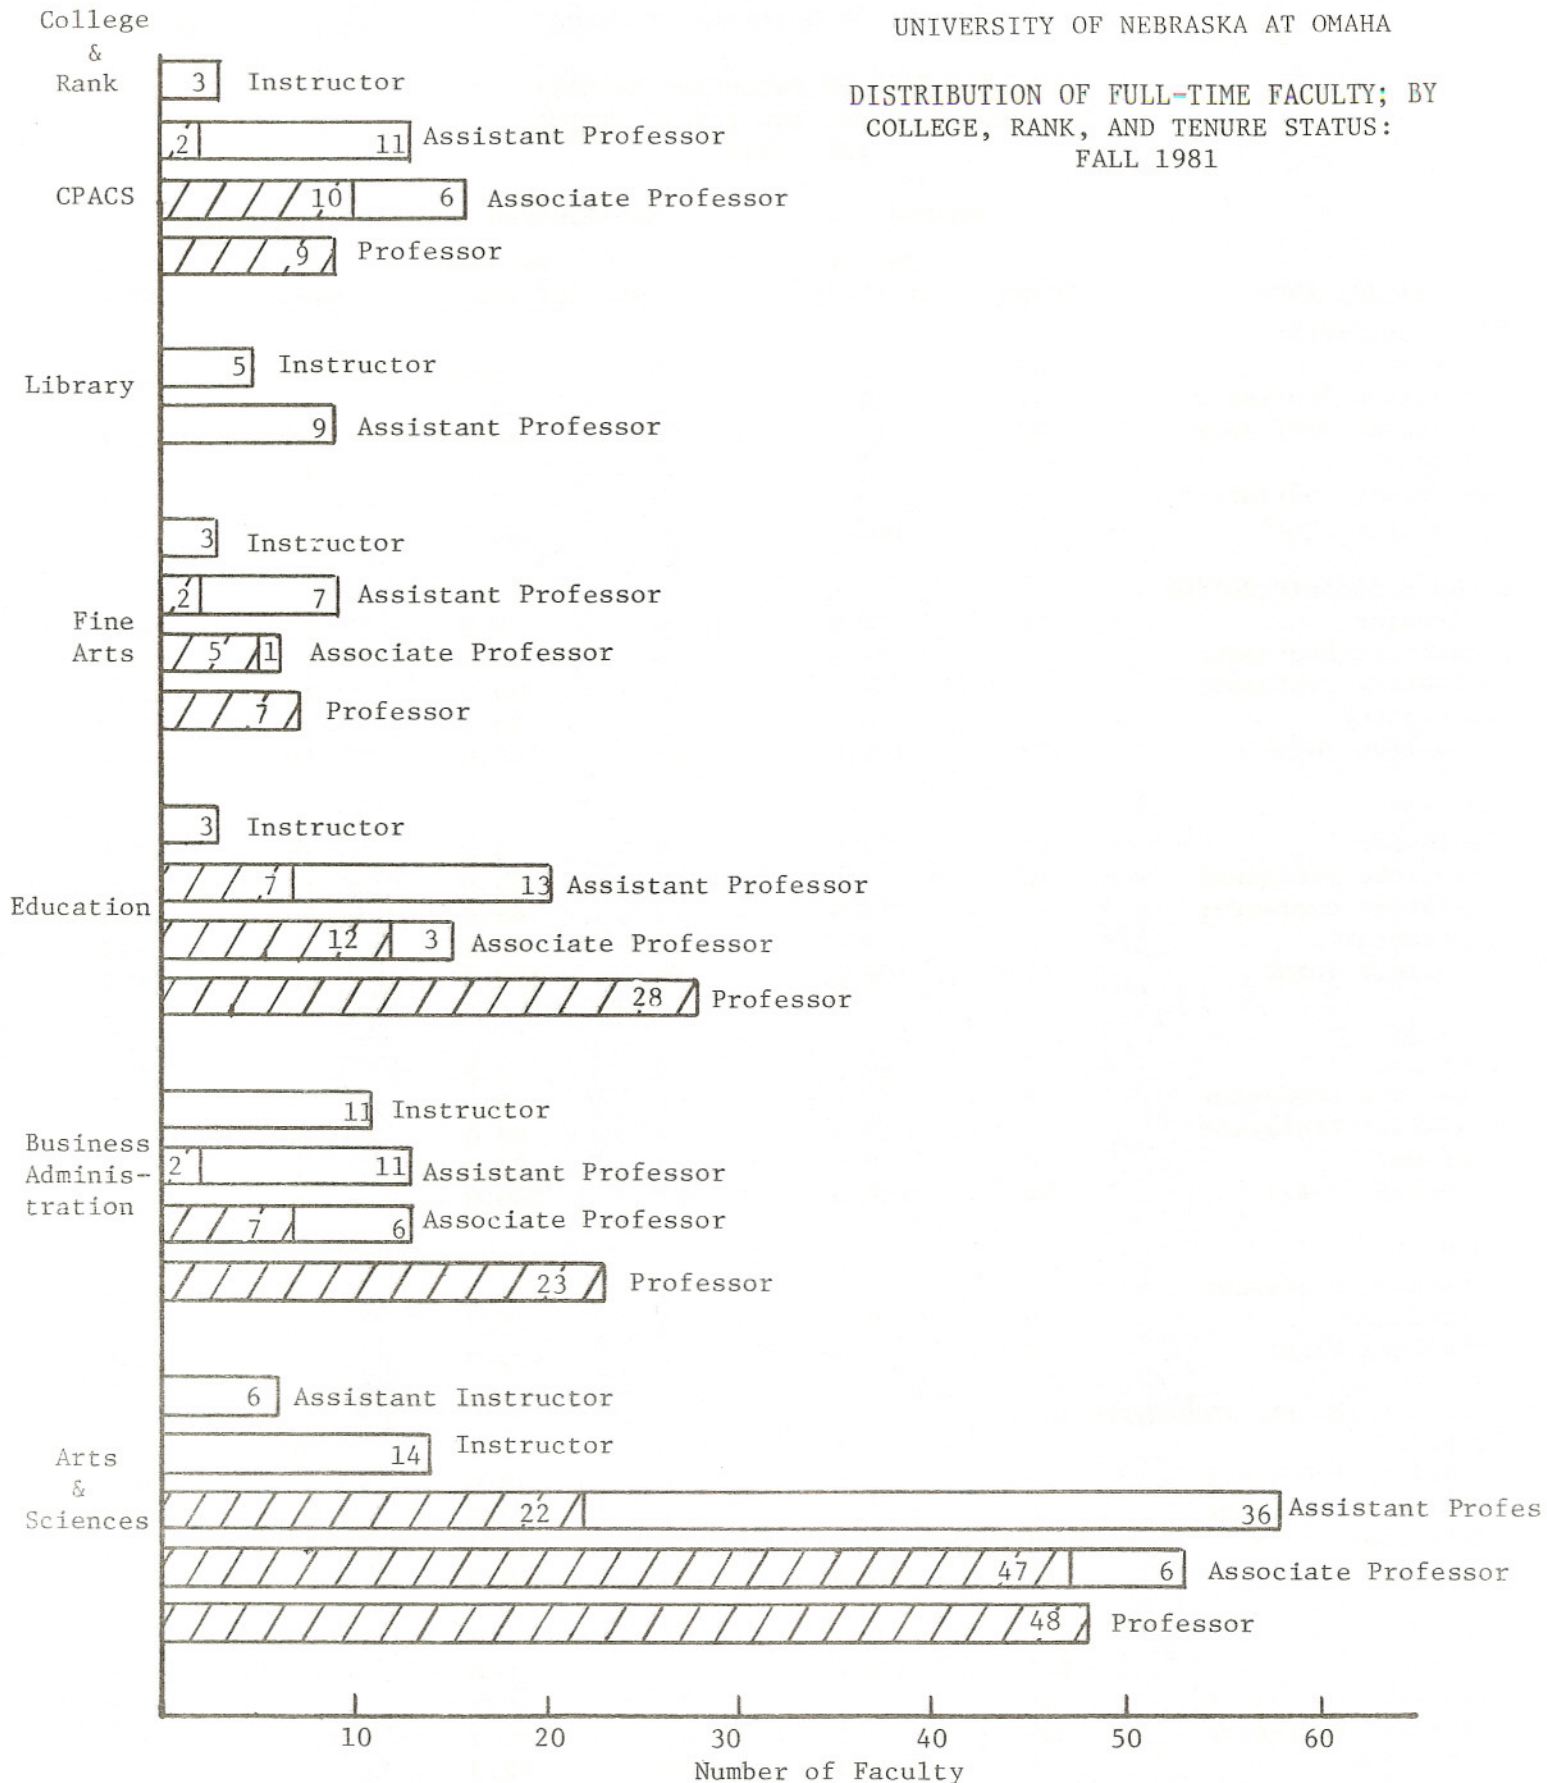 College
&
Rank
UNIVERSITY OF NEBRASKA AT OMAHA
DISTRIBUTION OF FULL-TIME FACULTY; BY
COLLEGE, RANK, AND TENURE STATUS:
FALL 1981
3 Instructor
2 11 Assistant Professor
CPACS
10 6 Associate Professor
9 Professor
Library
5 Instructor
9 Assistant Professor
Fine
Arts
3 Instructor
2 7 Assistant Professor
5 1 Associate Professor
7 Professor
Education
3 Instructor
7 13 Assistant Professor
12 3 Associate Professor
28 Professor
Business
Adminis-
tration
11 Instructor
2 11 Assistant Professor
7 6 Associate Professor
23 Professor
Arts
&
Sciences
6 Assistant Instructor
14 Instructor
22 36 Assistant Profes
47 6 Associate Professor
48 Professor
10 20 30 40 50 60
Number of Faculty